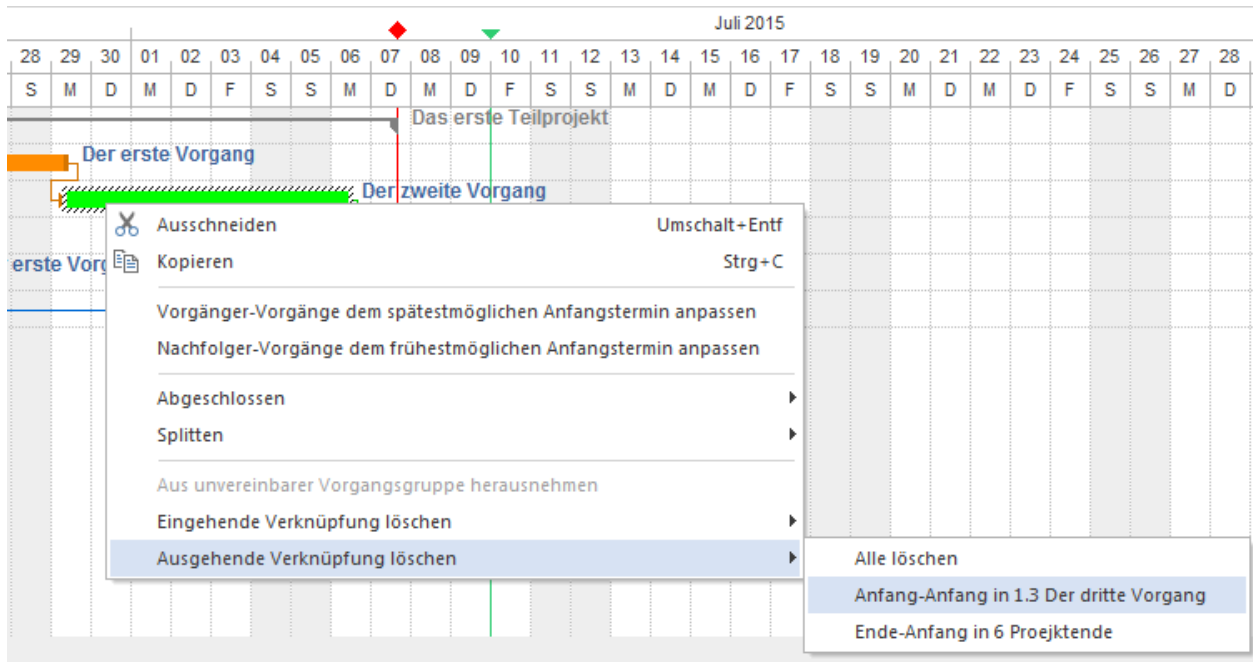 Juli 2015
28 29 30 01 02 03 04 05 06 07 08 09 10 11 12 13 14 15 16 17 18 19 20 21 22 23 24 25 26 27 28
S M D M D F S S M D M D F S S M D M D F S S M D M D F S S M D
Das erste Teilprojekt
Der erste Vorgang
Der zweite Vorgang
Ausschneiden Umschalt+Entf
erste Vorg
Kopieren Strg+C
Vorgänger-Vorgänge dem spätestmöglichen Anfangstermin anpassen
Nachfolger-Vorgänge dem frühestmöglichen Anfangstermin anpassen
Abgeschlossen
Splitten
Aus unvereinbarer Vorgangsgruppe herausnehmen
Eingehende Verknüpfung löschen
Ausgehende Verknüpfung löschen
Alle löschen
Anfang-Anfang in 1.3 Der dritte Vorgang
Ende-Anfang in 6 Proejktende